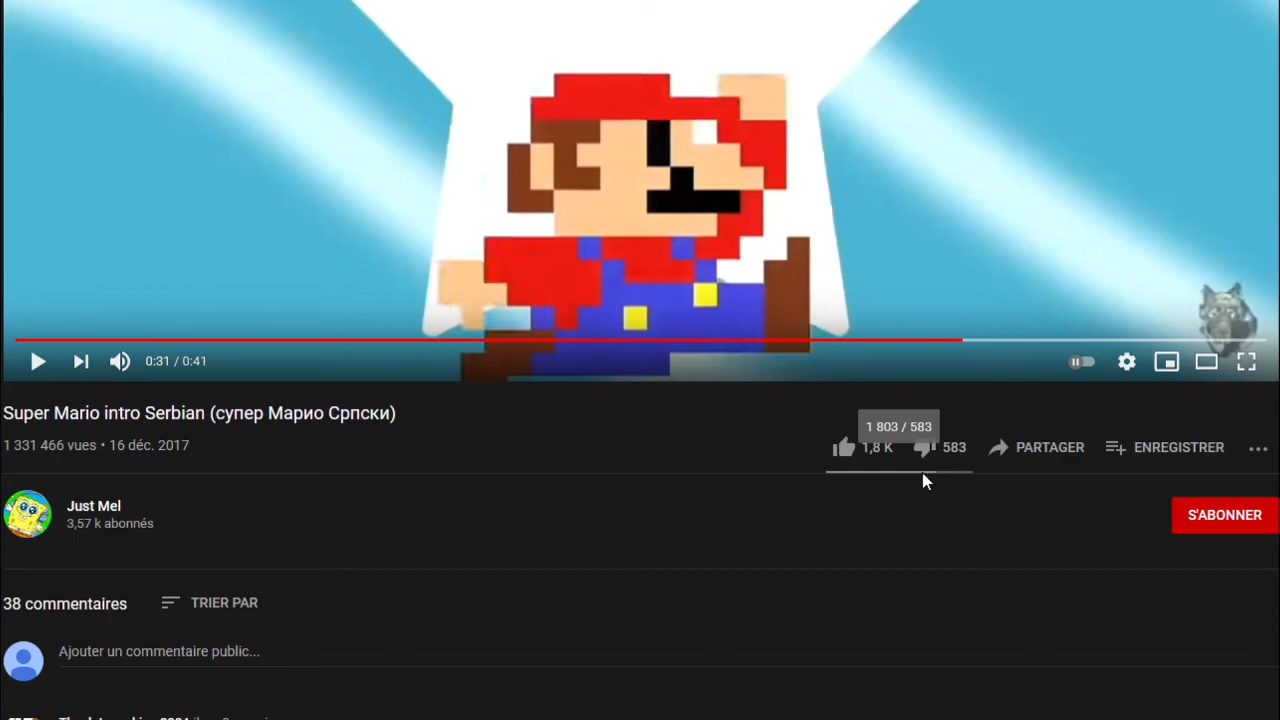 0:31 / 0:41
Super Mario intro Serbian (супер Марио Српски)
1 803 / 583
1 331 466 vues • 16 déc. 2017
1,8 K 583 PARTAGER ENREGISTRER
Just Mel
3,57 k abonnés
S'ABONNER
38 commentaires TRIER PAR
Ajouter un commentaire public...